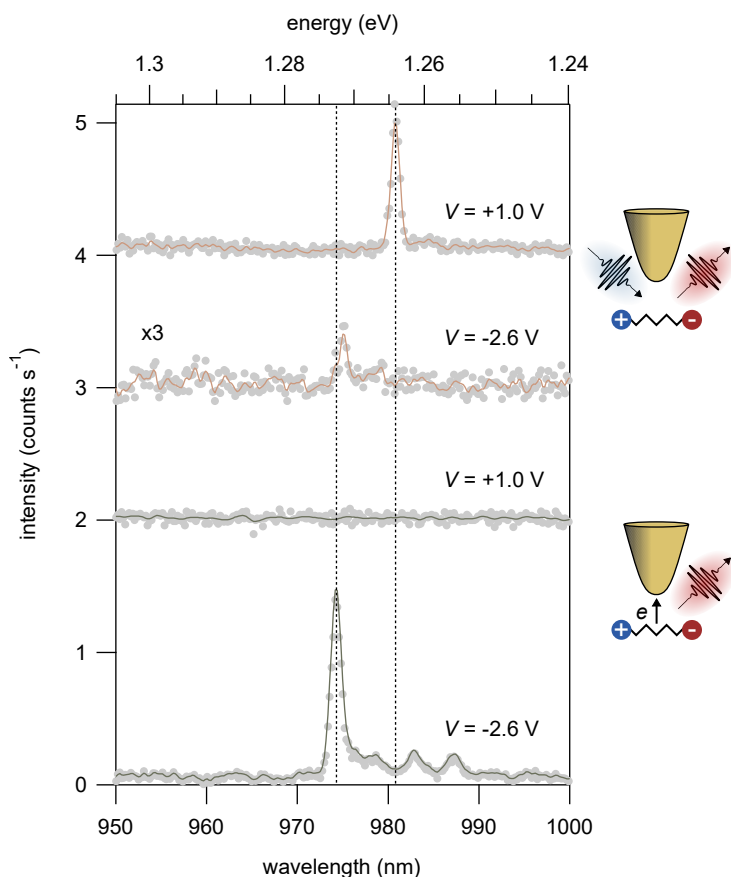 energy (eV)
1.3 1.28 1.26 1.24
5
V = +1.0 V
4
x3
V = -2.6 V
3
V = +1.0 V
2
e
1
V = -2.6 V
0
intensity (counts s-1)
950 960 970 980 990 1000
wavelength (nm)
+ -
+ -